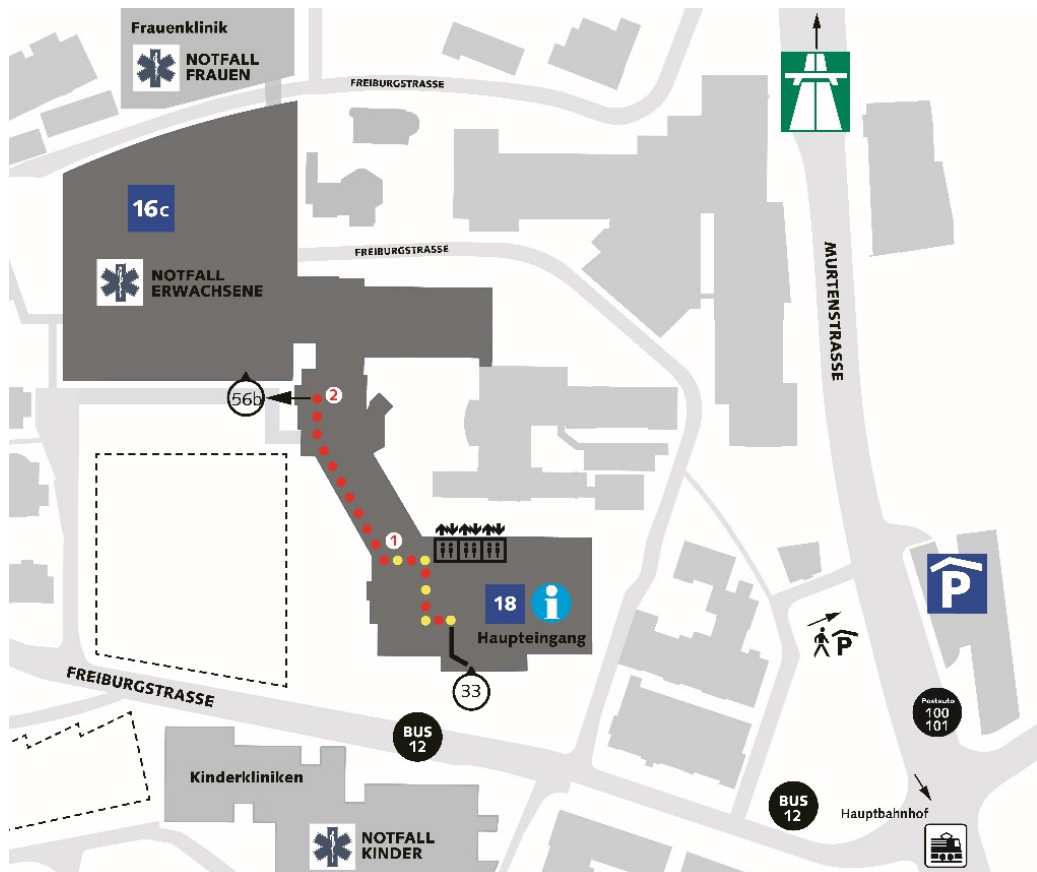 Frauenklinik
NOTFALL
FRAUEN
FREIBURGSTRASSE
16c
FREIBURGSTRASSE
NOTFALL
ERWACHSENE
MURTENSTRASSE
56b
2
1
18
i
Haupteingang
P
P
33
FREIBURGSTRASSE
BUS
12
Postauto
100
101
Kinderkliniken
BUS
12
Hauptbahnhof
NOTFALL
KINDER